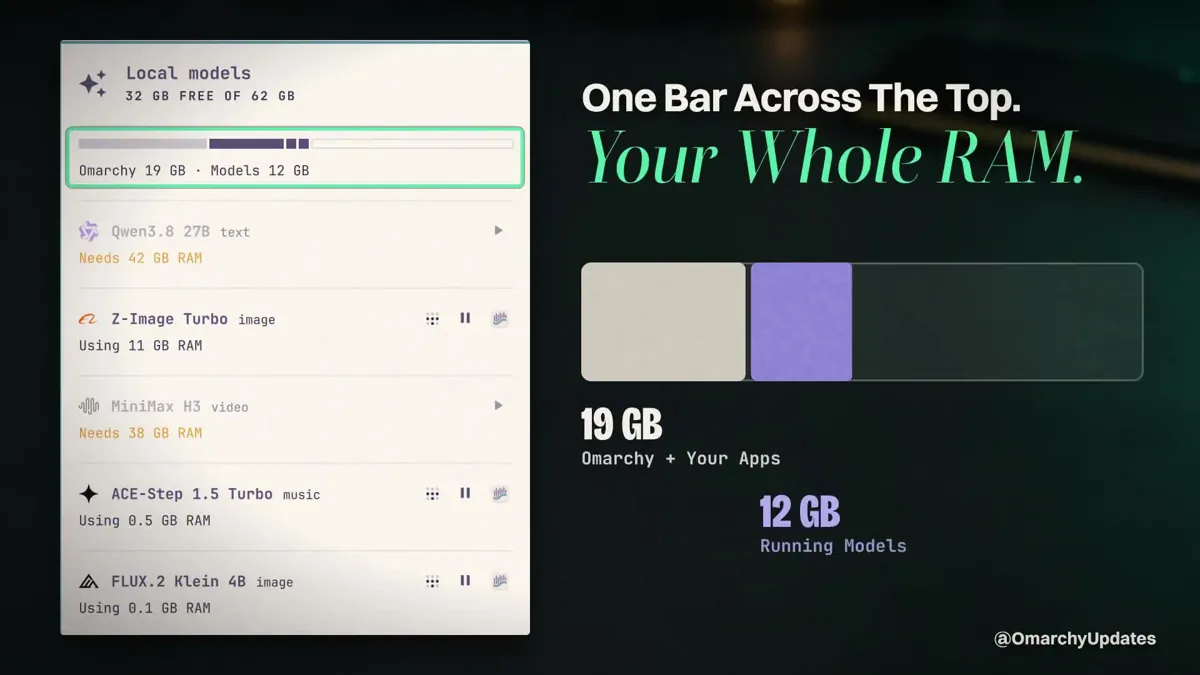 Local models
32 GB FREE OF 62 GB
Omarchy 19 GB · Models 12 GB
Qwen3.8 27B text
Needs 42 GB RAM
Z-Image Turbo image
Using 11 GB RAM
MiniMax H3 video
Needs 38 GB RAM
ACE-Step 1.5 Turbo music
Using 0.5 GB RAM
FLUX.2 Klein 4B image
Using 0.1 GB RAM
One Bar Across The Top.
Your Whole RAM.
19 GB
Omarchy + Your Apps
12 GB
Running Models
@OmarchyUpdates